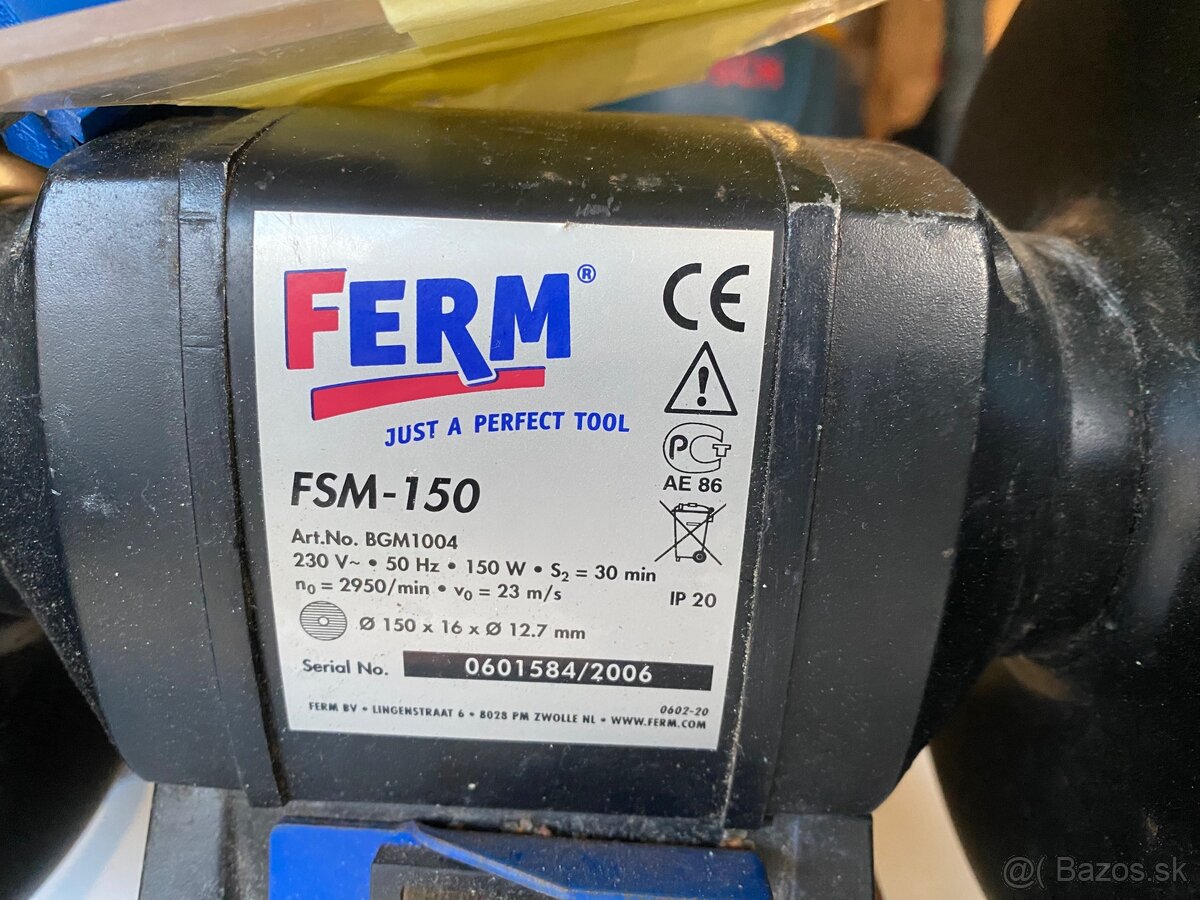 FERM®
JUST A PERFECT TOOL
CE
PCT
AE 86
FSM-150
Art.No. BGM1004
230 V~ • 50 Hz • 150 W • S2 = 30 min
n0 = 2950/min • v0 = 23 m/s
IP 20
Ø 150 x 16 x Ø 12.7 mm
Serial No. 0601584/2006
0602-20
FERM BV • LINGENSTRAAT 6 • 8028 PM ZWOLLE NL • WWW.FERM.COM
@( Bazos.sk